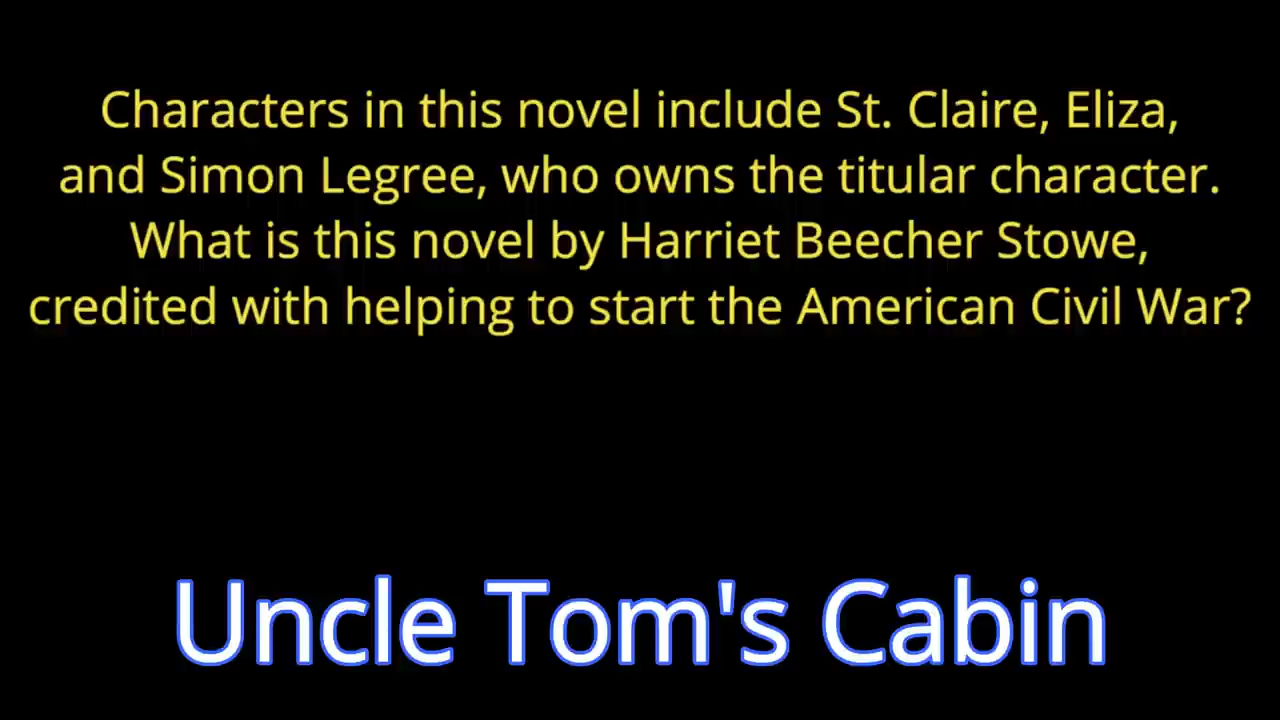 Characters in this novel include St. Claire, Eliza,
and Simon Legree, who owns the titular character.
What is this novel by Harriet Beecher Stowe,
credited with helping to start the American Civil War?
Uncle Tom's Cabin